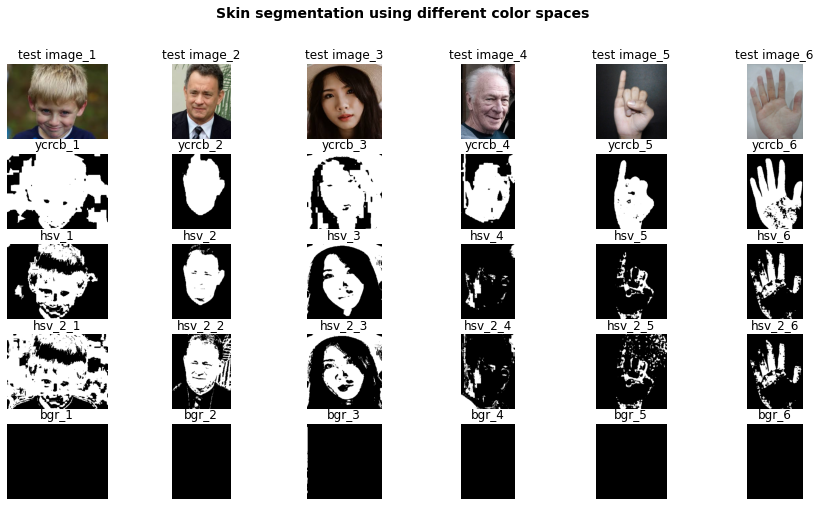 Skin segmentation using different color spaces
test image_1 test image_2 test image_3 test image_4 test image_5 test image_6
ycrcb_1 ycrcb_2 ycrcb_3 ycrcb_4 ycrcb_5 ycrcb_6
hsv_1 hsv_2 hsv_3 hsv_4 hsv_5 hsv_6
hsv_2_1 hsv_2_2 hsv_2_3 hsv_2_4 hsv_2_5 hsv_2_6
bgr_1 bgr_2 bgr_3 bgr_4 bgr_5 bgr_6